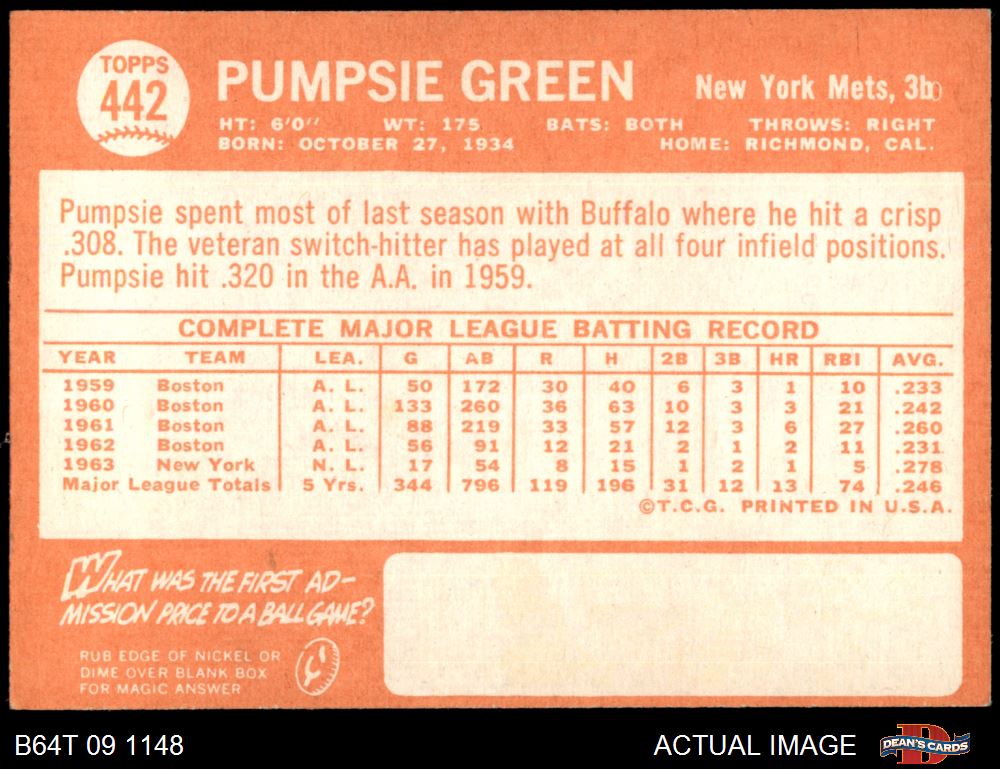 TOPPS
442
PUMPSIE GREEN
New York Mets, 3b
HT: 6'0" WT: 175 BATS: BOTH THROWS: RIGHT
BORN: OCTOBER 27, 1934 HOME: RICHMOND, CAL.
Pumpsie spent most of last season with Buffalo where he hit a crisp
.308. The veteran switch-hitter has played at all four infield positions.
Pumpsie hit .320 in the A.A. in 1959.
COMPLETE MAJOR LEAGUE BATTING RECORD
YEAR TEAM LEA. G AB R H 2B 3B HR RBI AVG.
1959 Boston A. L. 50 172 30 40 6 3 1 10 .233
1960 Boston A. L. 133 260 36 63 10 3 3 21 .242
1961 Boston A. L. 88 219 33 57 12 3 6 27 .260
1962 Boston A. L. 56 91 12 21 2 1 2 11 .231
1963 New York N. L. 17 54 8 15 1 2 1 5 .278
Major League Totals 5 Yrs. 344 796 119 196 31 12 13 74 .246
©T.C.G. PRINTED IN U.S.A.
WHAT WAS THE FIRST AD-
MISSION PRICE TO A BALL GAME?
RUB EDGE OF NICKEL OR
DIME OVER BLANK BOX
FOR MAGIC ANSWER
B64T 09 1148
ACTUAL IMAGE
DEAN'S CARDS